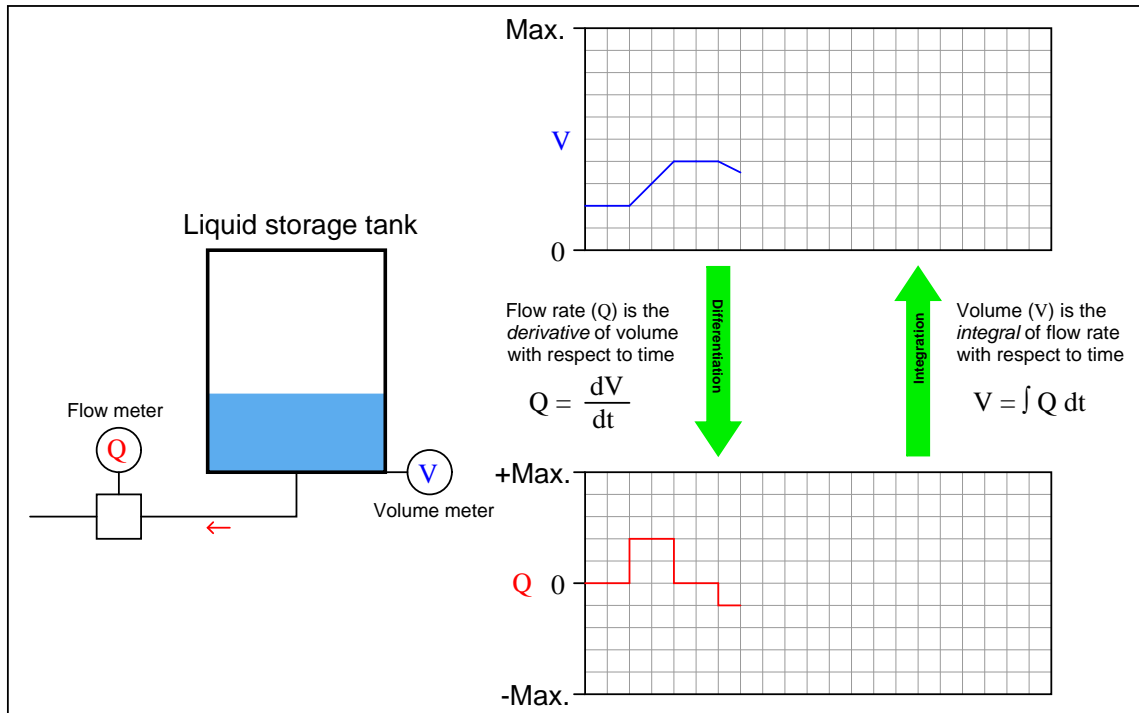 Max.
V
0
Liquid storage tank
Flow meter
Q
V
Volume meter
Flow rate (Q) is the
derivative of volume
with respect to time
Q = dV
dt
Differentiation
Integration
Volume (V) is the
integral of flow rate
with respect to time
V = ∫ Q dt
+Max.
Q 0
-Max.